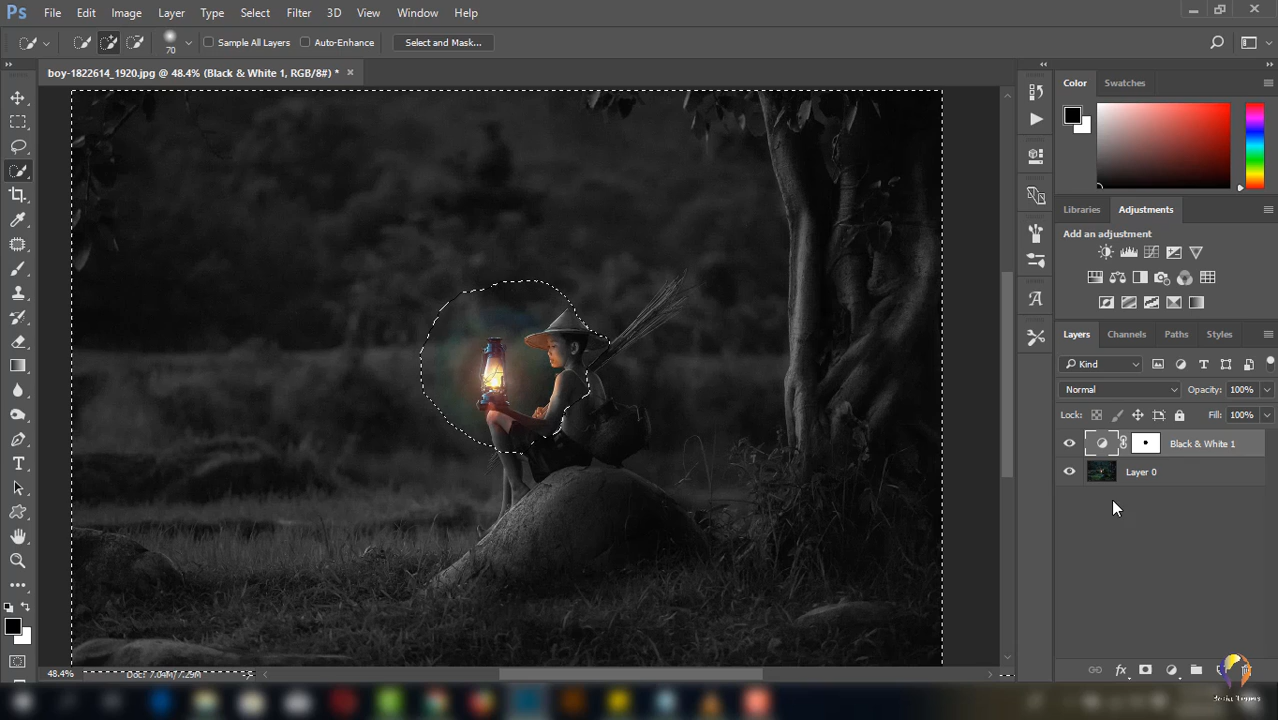 Ps File Edit Image Layer Type Select Filter 3D View Window Help
70 Sample All Layers Auto-Enhance Select and Mask...
boy-1822614_1920.jpg @ 48.4% (Black & White 1, RGB/8#) *
Color Swatches
Libraries Adjustments
Add an adjustment
Layers Channels Paths Styles
Kind
Normal Opacity: 100%
Lock: Fill: 100%
Black & White 1
Layer 0
48.4% Doc: 7.04M/7.29M